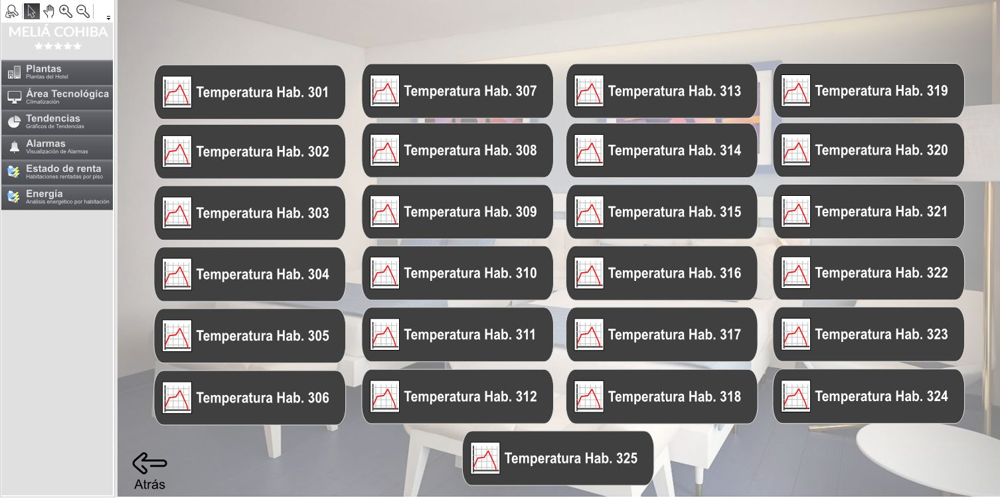 MELIÁ COHIBA
Plantas
Plantas del Hotel
Área Tecnológica
Climatización
Tendencias
Gráficos de Tendencias
Alarmas
Visualización de Alarmas
Estado de renta
Habitaciones rentadas por piso
Energía
Análisis energético por habitación
Temperatura Hab. 301
Temperatura Hab. 307
Temperatura Hab. 313
Temperatura Hab. 319
Temperatura Hab. 302
Temperatura Hab. 308
Temperatura Hab. 314
Temperatura Hab. 320
Temperatura Hab. 303
Temperatura Hab. 309
Temperatura Hab. 315
Temperatura Hab. 321
Temperatura Hab. 304
Temperatura Hab. 310
Temperatura Hab. 316
Temperatura Hab. 322
Temperatura Hab. 305
Temperatura Hab. 311
Temperatura Hab. 317
Temperatura Hab. 323
Temperatura Hab. 306
Temperatura Hab. 312
Temperatura Hab. 318
Temperatura Hab. 324
Temperatura Hab. 325
Atrás